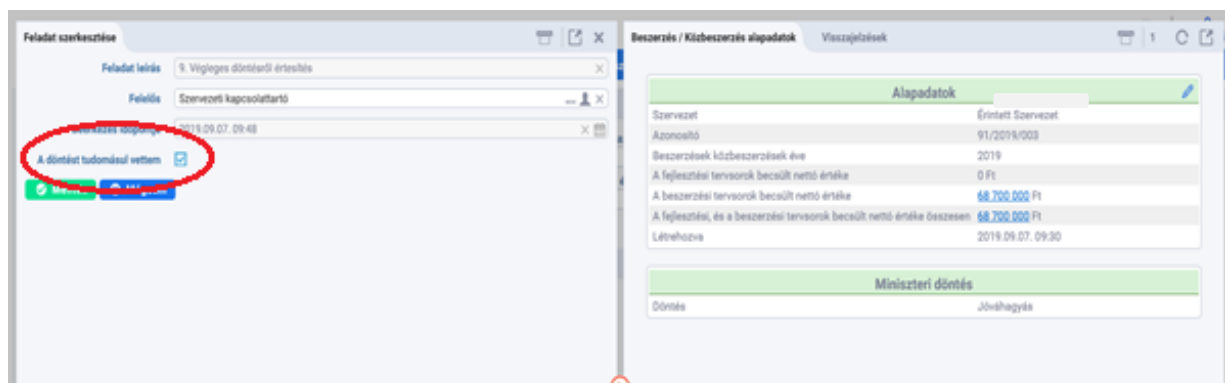 Feladat szerkesztése
Feladat leírás 9. Végleges döntésről értesítés
Felelős Szervezeti kapcsolattartó
2019.09.07. 09:48
A döntést tudomásul vettem
Beszerzés / Közbeszerzés alapadatok Visszajelzések 1
Alapadatok
Szervezet Érintett Szervezet
Azonosító 91/2019/003
Beszerzések közbeszerzések éve 2019
A fejlesztési tervsorok becsült nettó értéke 0 Ft
A beszerzési tervsorok becsült nettó értéke 68 700 000 Ft
A fejlesztési, és a beszerzési tervsorok becsült nettó értéke összesen 68 700 000 Ft
Létrehozva 2019.09.07. 09:30
Miniszteri döntés
Döntés Jóváhagyás